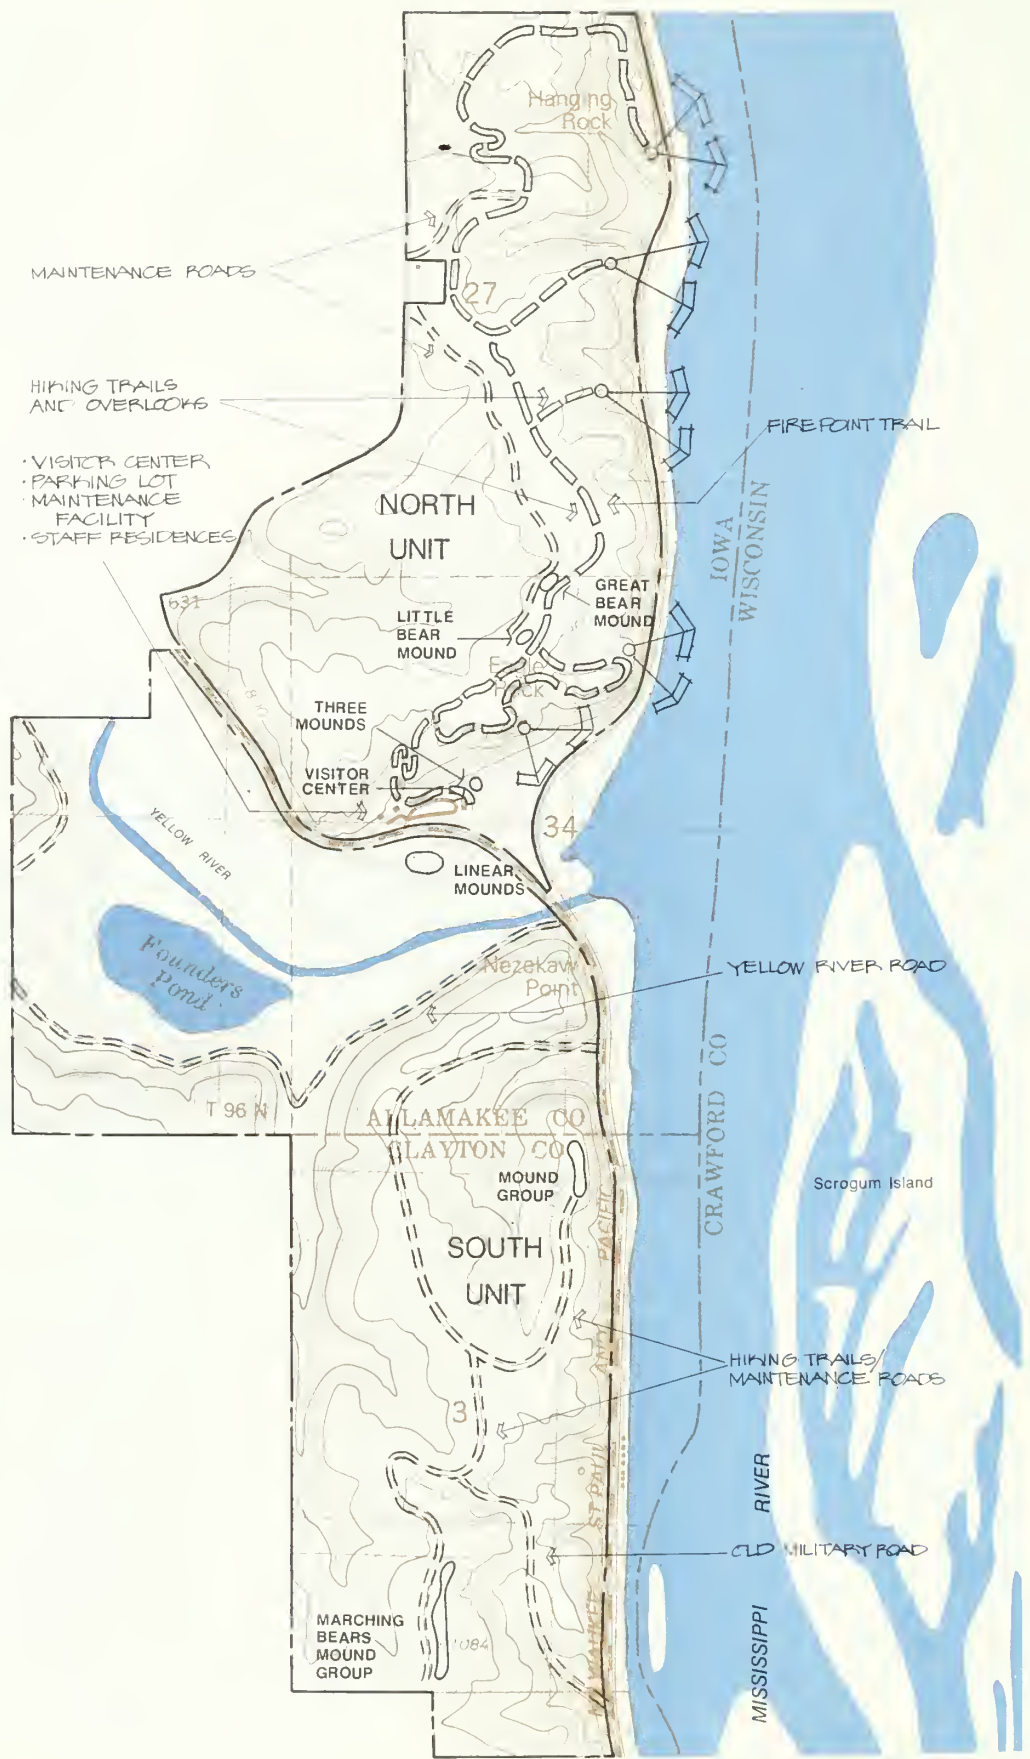 Hanging
Rock
MAINTENANCE ROADS
27
HIKING TRAILS
AND OVERLOOKS
FIRE POINT TRAIL
· VISITOR CENTER
· PARKING LOT
· MAINTENANCE
FACILITY
· STAFF RESIDENCES
NORTH
UNIT
IOWA
WISCONSIN
631
GREAT
BEAR
MOUND
LITTLE
BEAR
MOUND
Eagle
Rock
THREE
MOUNDS
VISITOR
CENTER
YELLOW RIVER
34
LINEAR
MOUNDS
Founders
Pond
Nezekaw
Point
YELLOW RIVER ROAD
T 96 N
ALLAMAKEE CO
CLAYTON CO
CRAWFORD CO
MOUND
GROUP
Scrogum Island
SOUTH
UNIT
HIKING TRAILS/
MAINTENANCE ROADS
3
MILWAUKEE ST PAUL AND PACIFIC
OLD MILITARY ROAD
MARCHING
BEARS
MOUND
GROUP
1084
MISSISSIPPI RIVER